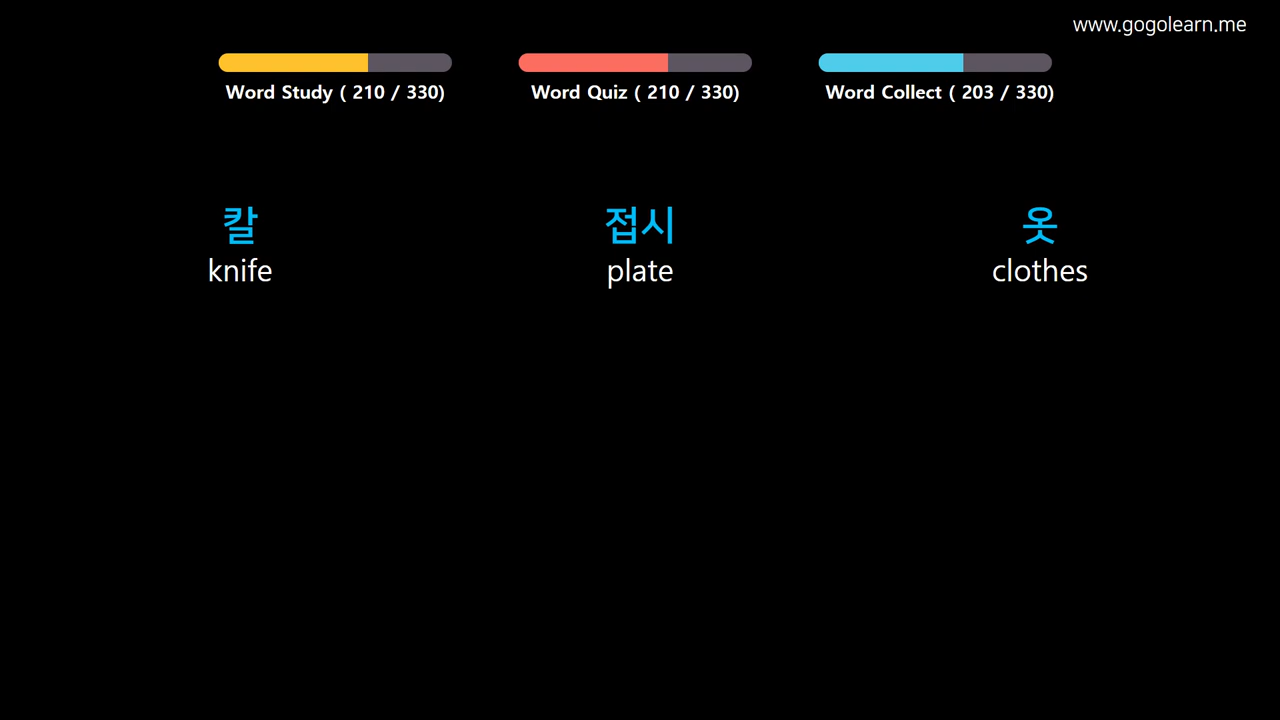 www.gogolearn.me
Word Study ( 210 / 330)
Word Quiz ( 210 / 330)
Word Collect ( 203 / 330)
칼
knife
접시
plate
옷
clothes